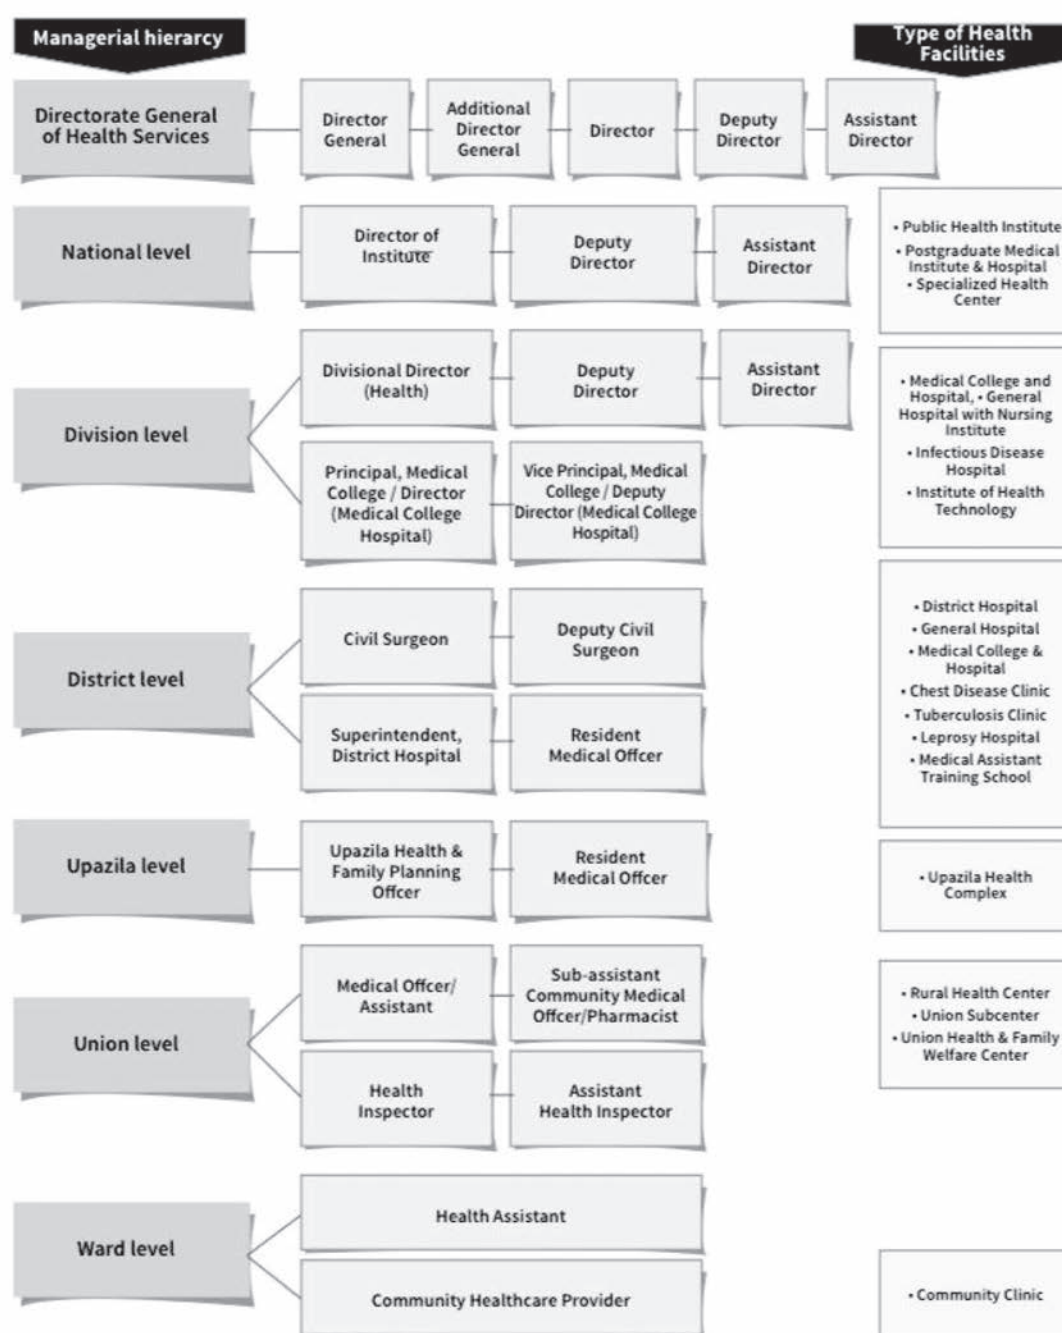 Managerial hierarcy
Type of Health
Facilities
Directorate General
of Health Services
Director
General
Additional
Director
General
Director
Deputy
Director
Assistant
Director
National level
Director of
Institute
Deputy
Director
Assistant
Director
• Public Health Institute
• Postgraduate Medical
Institute & Hospital
• Specialized Health
Center
Division level
Divisional Director
(Health)
Deputy
Director
Assistant
Director
Principal, Medical
College / Director
(Medical College
Hospital)
Vice Principal, Medical
College / Deputy
Director (Medical College
Hospital)
• Medical College and
Hospital, • General
Hospital with Nursing
Institute
• Infectious Disease
Hospital
• Institute of Health
Technology
District level
Civil Surgeon
Deputy Civil
Surgeon
Superintendent,
District Hospital
Resident
Medical Offcer
• District Hospital
• General Hospital
• Medical College &
Hospital
• Chest Disease Clinic
• Tuberculosis Clinic
• Leprosy Hospital
• Medical Assistant
Training School
Upazila level
Upazila Health &
Family Planning
Offcer
Resident
Medical Offcer
• Upazila Health
Complex
Union level
Medical Offcer/
Assistant
Sub-assistant
Community Medical
Offcer/Pharmacist
Health
Inspector
Assistant
Health Inspector
• Rural Health Center
• Union Subcenter
• Union Health & Family
Welfare Center
Ward level
Health Assistant
Community Healthcare Provider
• Community Clinic